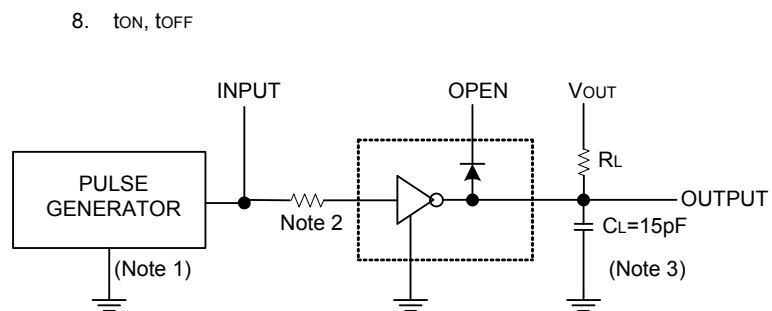 8. tON, tOFF
INPUT
OPEN
VOUT
RL
PULSE
GENERATOR
Note 2
OUTPUT
CL=15pF
(Note 1)
(Note 3)